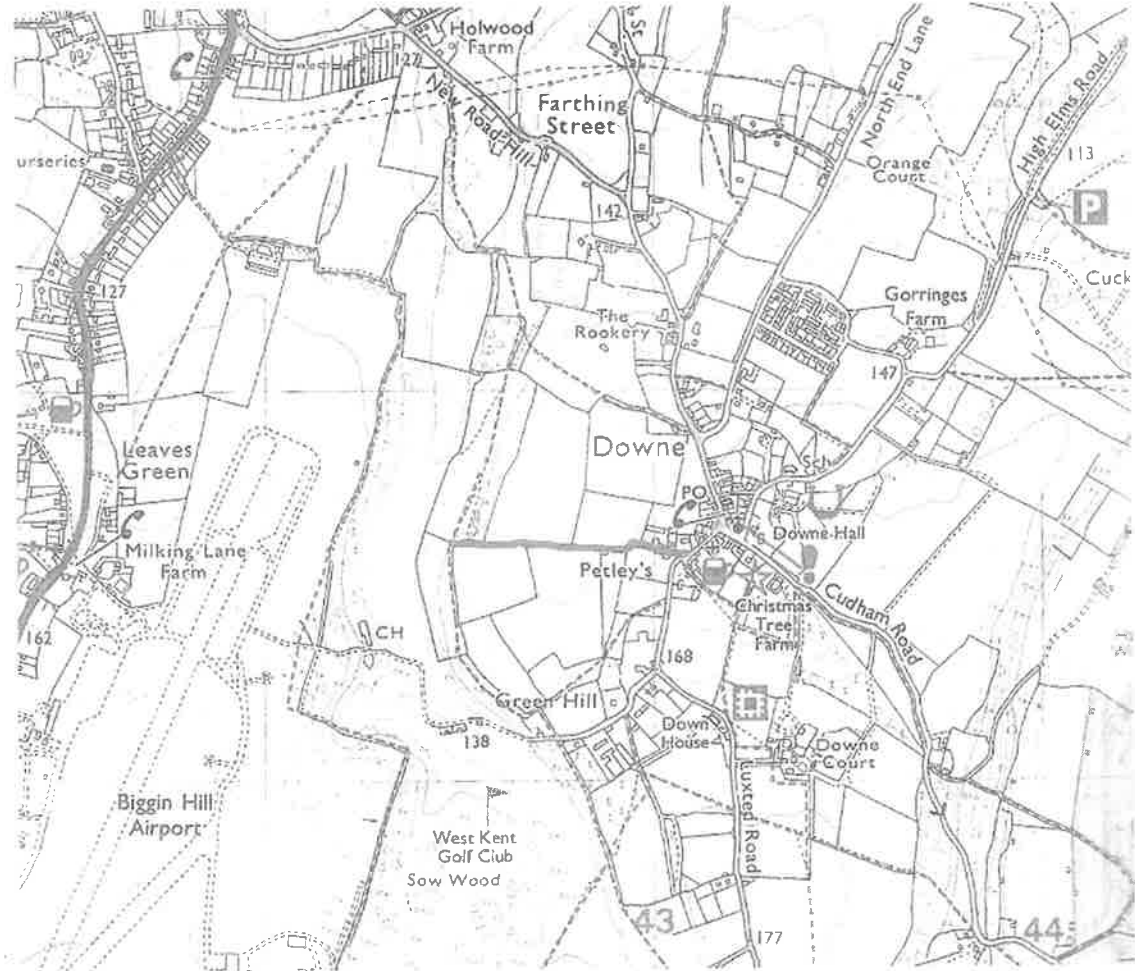 Holwood
Farm
127
New Road Hill
Farthing
Street
North End Lane
High Elms Road
113
P
Orange
Court
urseries
142
127
Cuck
Gorringes
Farm
The
Rookery
147
Leaves
Green
Downe
Sch
PO
Downe Hall
Milking Lane
Farm
Petley's
Cudham Road
Christmas
Tree
Farm
162
CH
168
Green Hill
138
Down
House
Downe
Court
Luxted Road
Biggin Hill
Airport
West Kent
Golf Club
Sow Wood
43
177
44